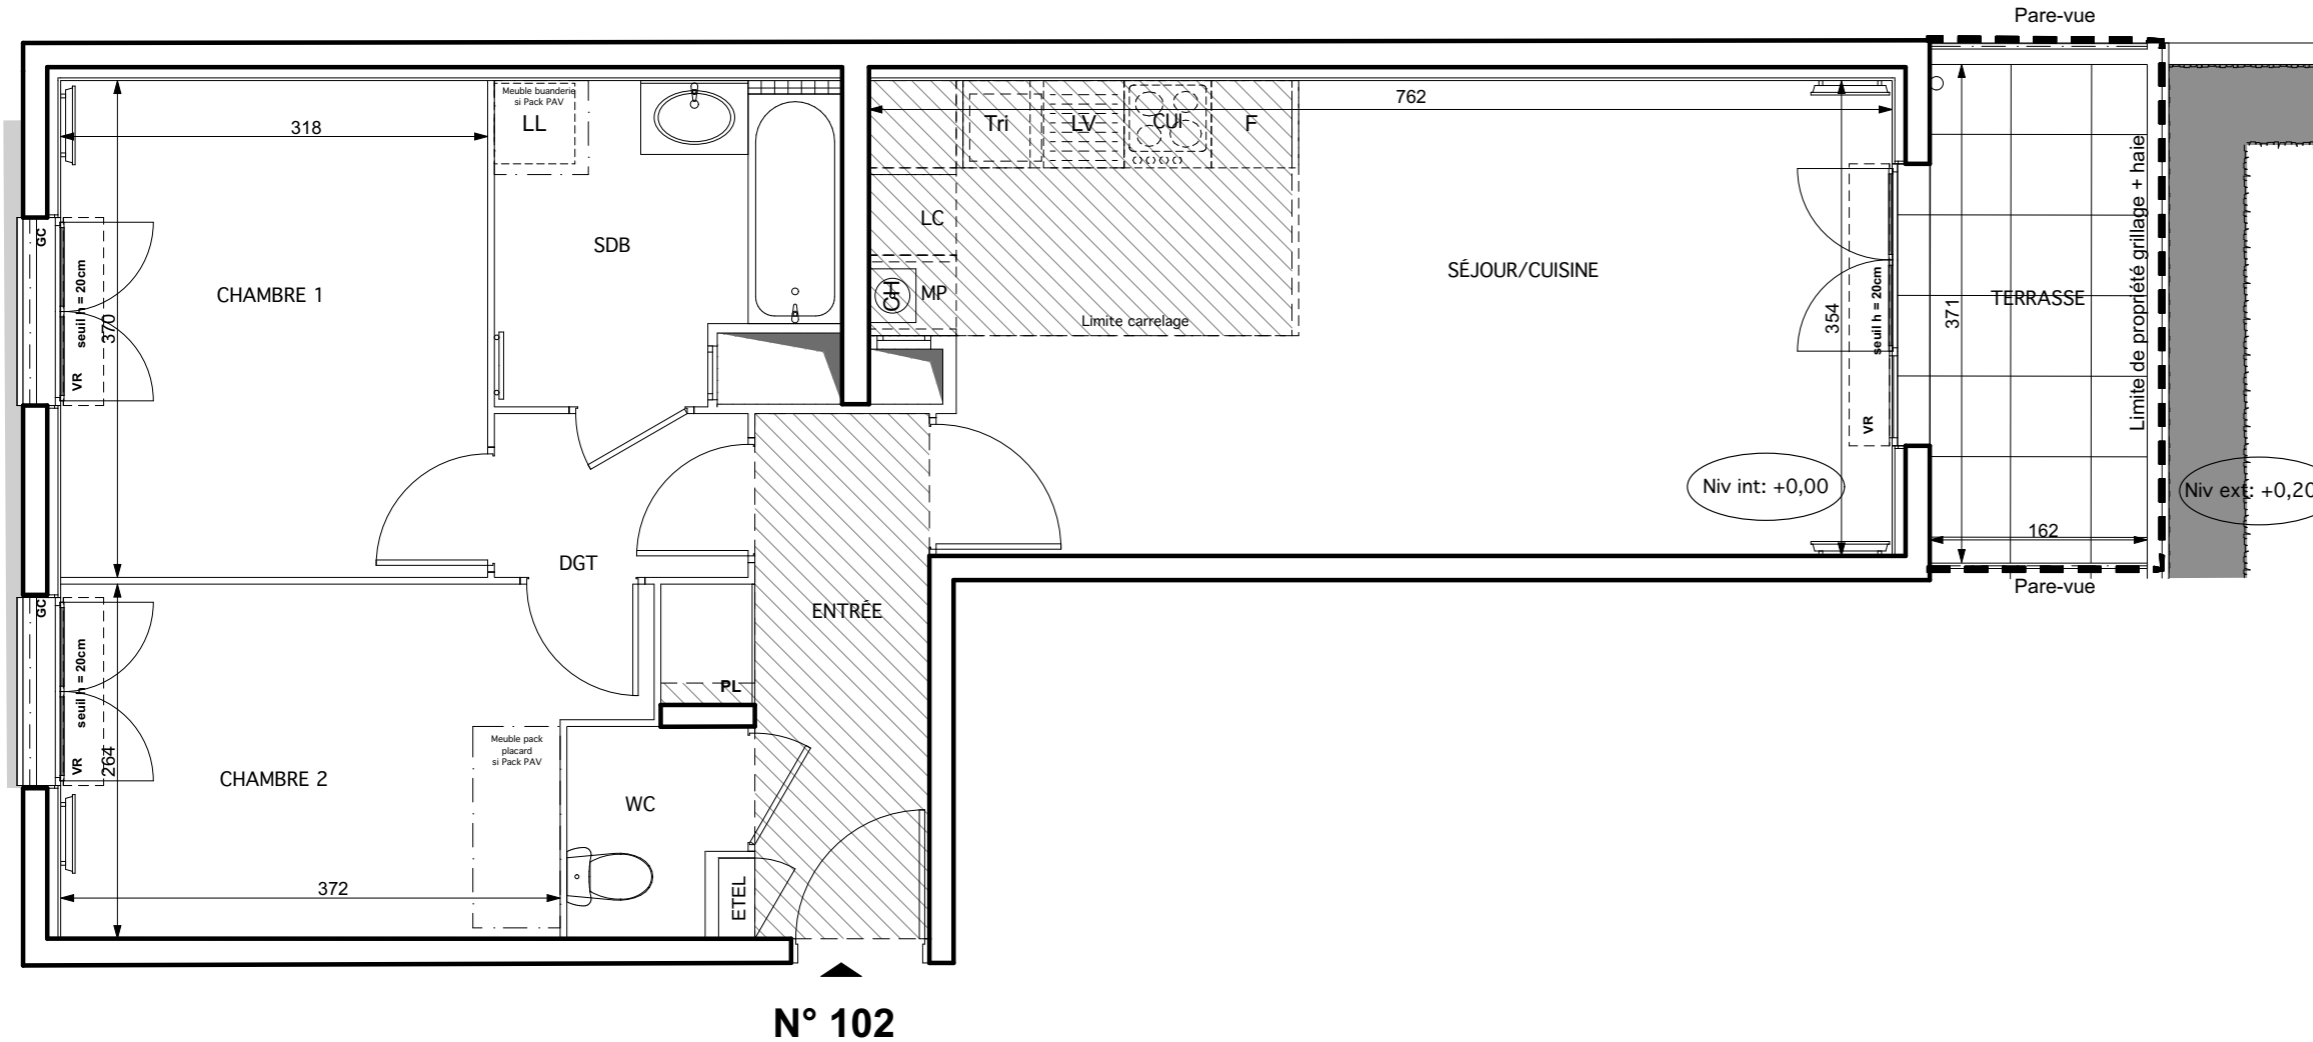 Pare-vue
Meuble buanderie
si Pack PAV
LL
318
762
Tri
LV
CUI
F
GC
seuil h = 20cm
VR
370
CHAMBRE 1
SDB
LC
MP
Limite carrelage
SÉJOUR/CUISINE
354
seuil h = 20cm
VR
371
TERRASSE
Limite de propriété grillage + haie
Niv int: +0,00
Niv ext: +0,20
162
Pare-vue
DGT
ENTRÉE
GC
seuil h = 20cm
VR
264
PL
Meuble pack
placard
si Pack PAV
CHAMBRE 2
WC
372
ETEL
N° 102